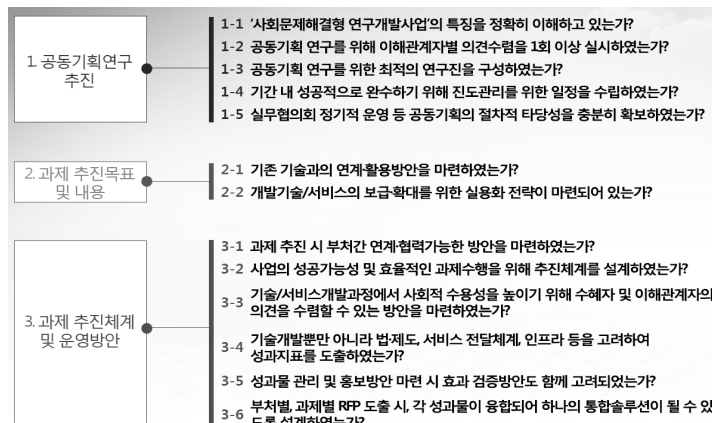 1. 공동기획연구
추진
1-1 '사회문제해결형 연구개발사업'의 특징을 정확히 이해하고 있는가?
1-2 공동기획 연구를 위해 이해관계자별 의견수렴을 1회 이상 실시하였는가?
1-3 공동기획 연구를 위한 최적의 연구진을 구성하였는가?
1-4 기간 내 성공적으로 완수하기 위해 진도관리를 위한 일정을 수립하였는가?
1-5 실무협의회 정기적 운영 등 공동기획의 절차적 타당성을 충분히 확보하였는가?
2. 과제 추진목표
및 내용
2-1 기존 기술과의 연계·활용방안을 마련하였는가?
2-2 개발기술/서비스의 보급·확대를 위한 실용화 전략이 마련되어 있는가?
3. 과제 추진체계
및 운영방안
3-1 과제 추진 시 부처간 연계·협력가능한 방안을 마련하였는가?
3-2 사업의 성공가능성 및 효율적인 과제수행을 위해 추진체계를 설계하였는가?
3-3 기술/서비스개발과정에서 사회적 수용성을 높이기 위해 수혜자 및 이해관계자의
의견을 수렴할 수 있는 방안을 마련하였는가?
3-4 기술개발뿐만 아니라 법·제도, 서비스 전달체계, 인프라 등을 고려하여
성과지표를 도출하였는가?
3-5 성과물 관리 및 홍보방안 마련 시 효과 검증방안도 함께 고려되었는가?
3-6 부처별, 과제별 RFP 도출 시, 각 성과물이 융합되어 하나의 통합솔루션이 될 수 있
도록 설계하였는가?